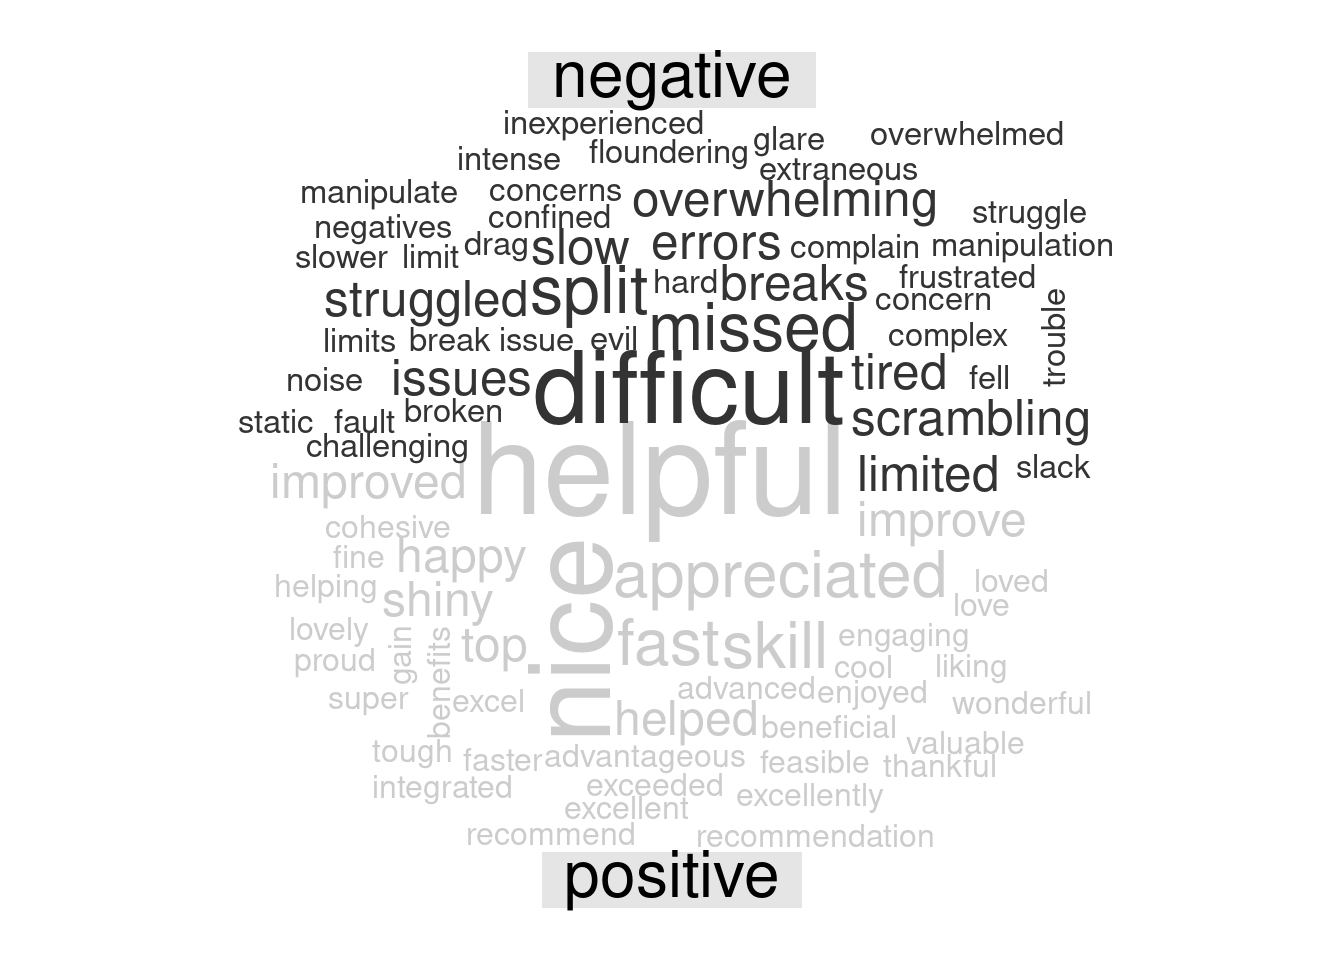 negative
inexperienced
glare overwhelmed
intense floundering
extraneous
manipulate concerns overwhelming
confined struggle
negatives
drag slow errors complain manipulation
slower limit
split hard breaks frustrated
struggled concern
missed complex trouble
limits break issue evil
noise issues difficult tired fell
broken
static fault scrambling
challenging
improved helpful limited slack
cohesive improve
fine happy
helping shiny nice appreciated loved
love
lovely gain benefits top fast skill engaging
proud cool liking
super excel advanced enjoyed wonderful
helped beneficial
tough faster advantageous feasible valuable
thankful
integrated exceeded excellently
excellent
recommend recommendation
positive